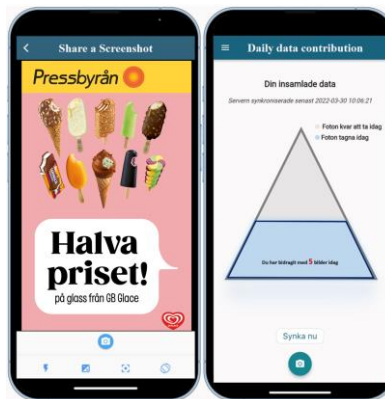 Share a Screenshot
Pressbyrån
Halva
priset!
på glass från GB Glace
Daily data contribution
Din insamlade data
Servern synkroniserade senast 2022-03-30 10:06:21
Foton kvar att ta idag
Foton tagna idag
Du har bidragit med 5 bilder idag
Synka nu